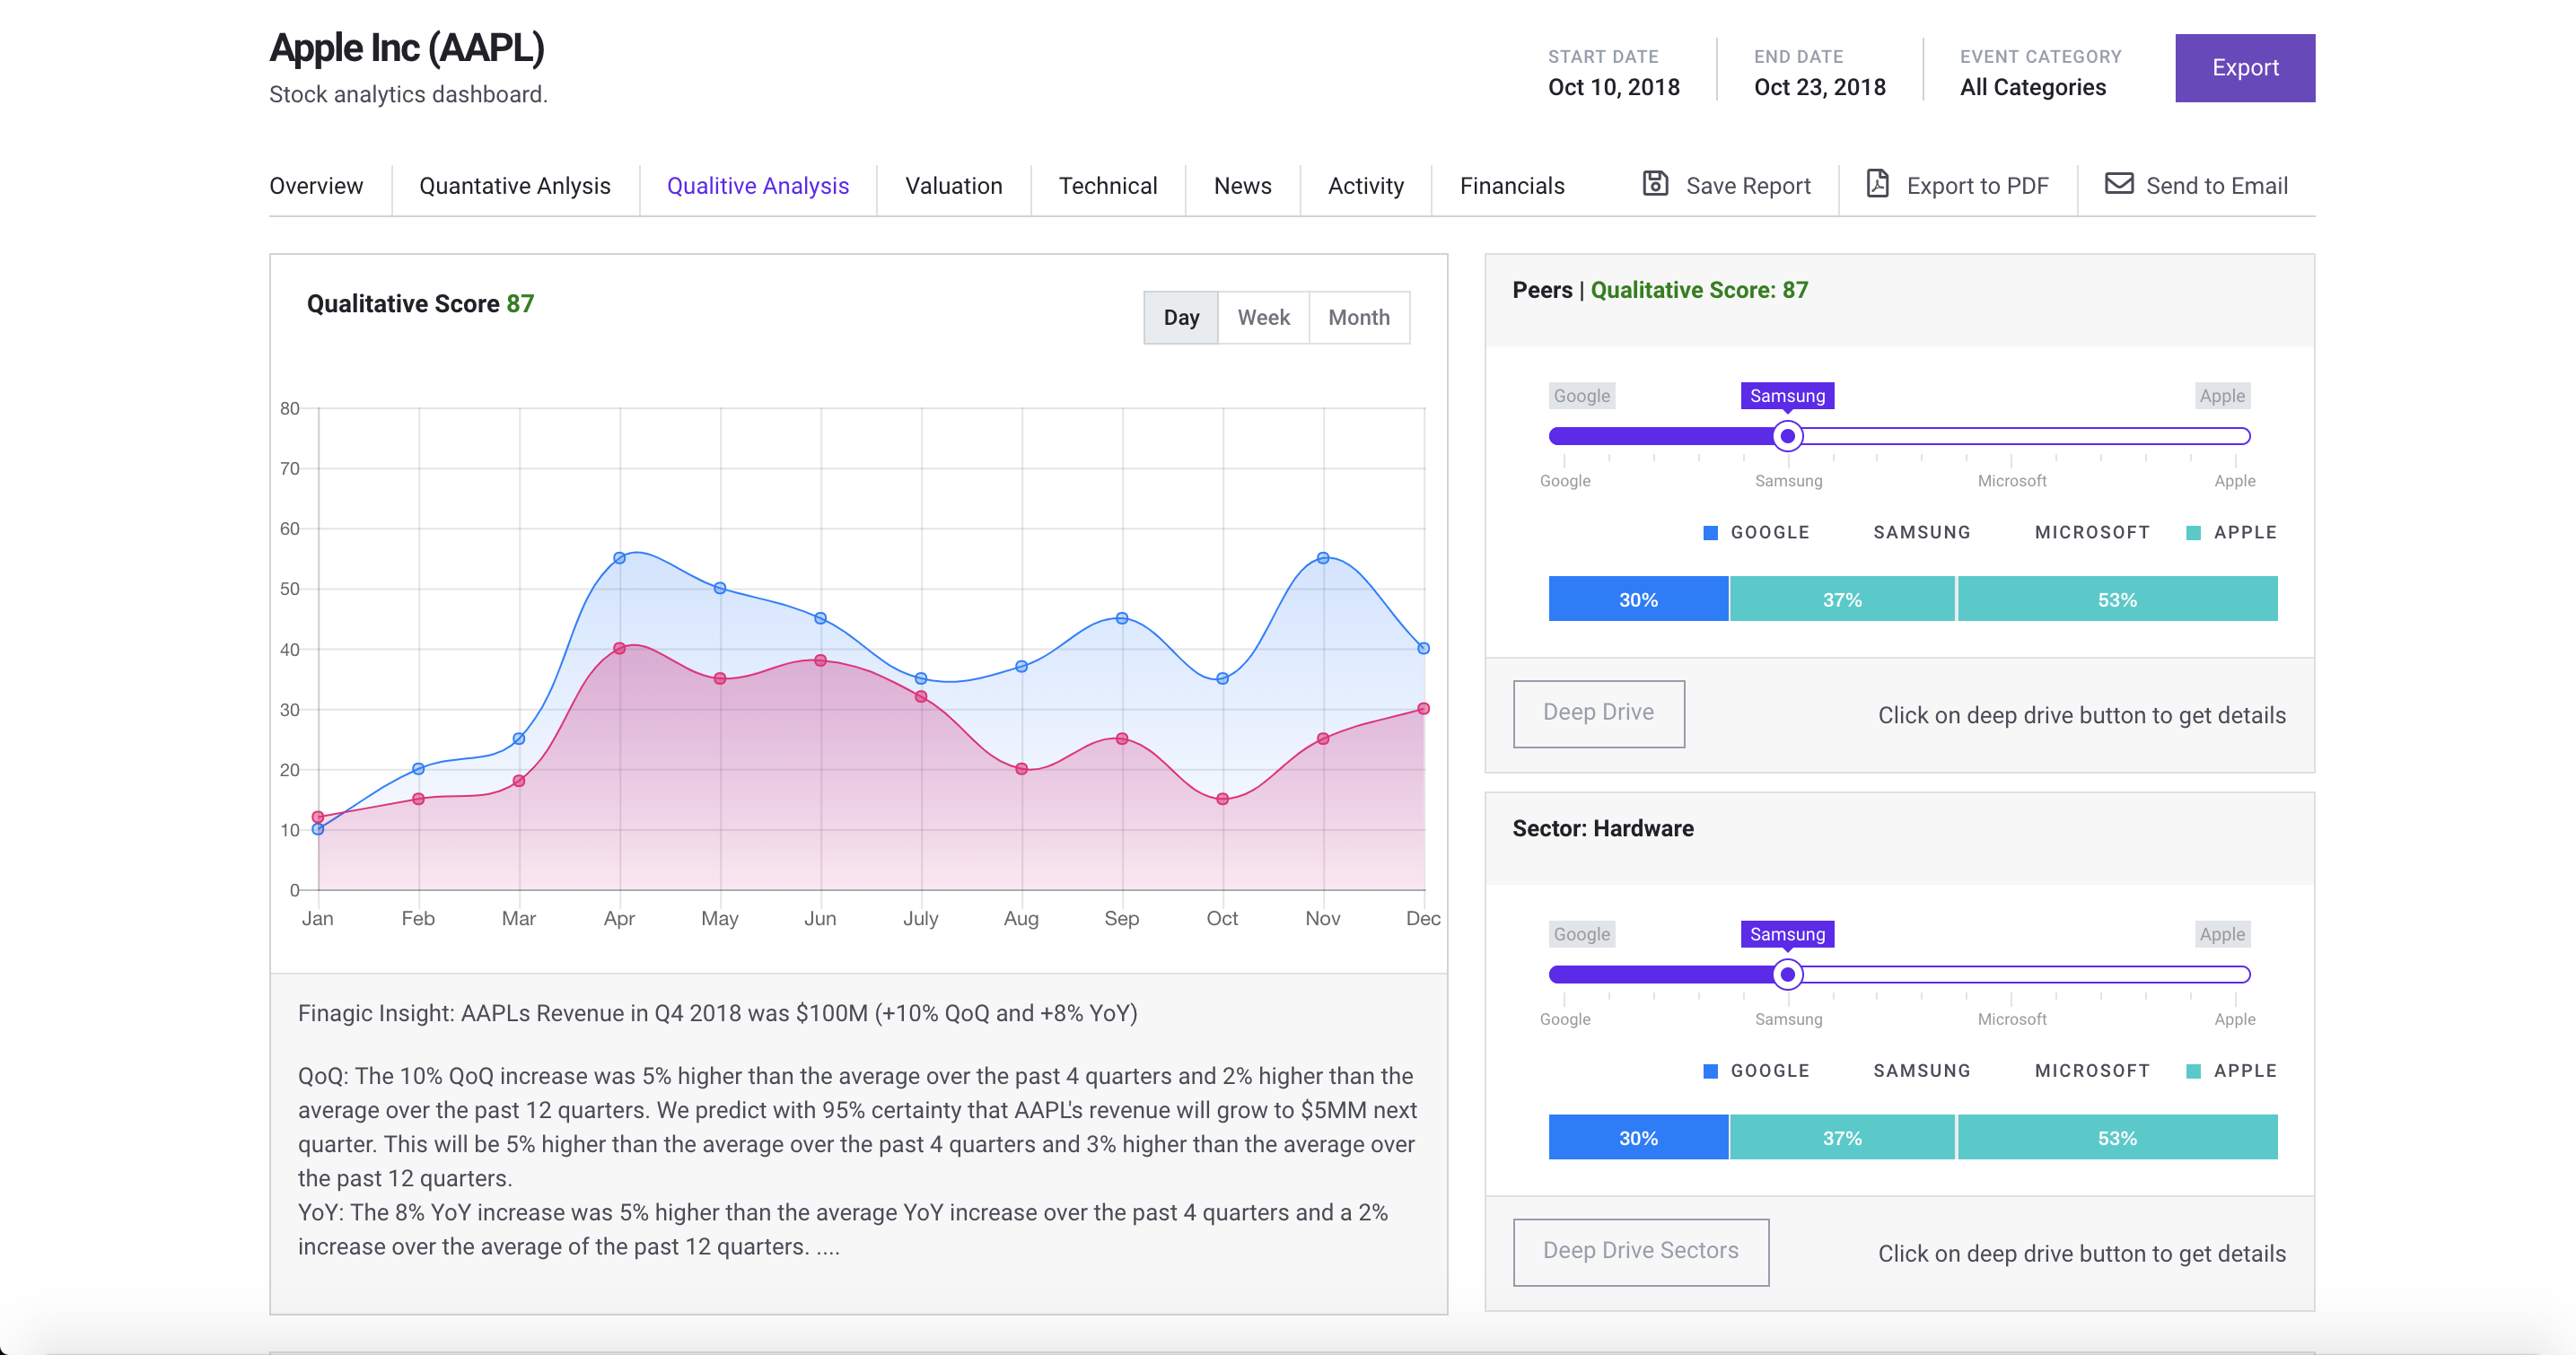 Apple Inc (AAPL)
Stock analytics dashboard.
START DATE
Oct 10, 2018
END DATE
Oct 23, 2018
EVENT CATEGORY
All Categories
Export
Overview
Quantative Anlysis
Qualitive Analysis
Valuation
Technical
News
Activity
Financials
Save Report
Export to PDF
Send to Email
Qualitative Score 87
Day
Week
Month
80
70
60
50
40
30
20
10
0
Jan
Feb
Mar
Apr
May
Jun
July
Aug
Sep
Oct
Nov
Dec
Finagic Insight: AAPLs Revenue in Q4 2018 was $100M (+10% QoQ and +8% YoY)
QoQ: The 10% QoQ increase was 5% higher than the average over the past 4 quarters and 2% higher than the
average over the past 12 quarters. We predict with 95% certainty that AAPL's revenue will grow to $5MM next
quarter. This will be 5% higher than the average over the past 4 quarters and 3% higher than the average over
the past 12 quarters.
YoY: The 8% YoY increase was 5% higher than the average YoY increase over the past 4 quarters and a 2%
increase over the average of the past 12 quarters. ....
Peers | Qualitative Score: 87
Google
Samsung
Apple
Google
Samsung
Microsoft
Apple
GOOGLE
SAMSUNG
MICROSOFT
APPLE
30%
37%
53%
Deep Drive
Click on deep drive button to get details
Sector: Hardware
Google
Samsung
Apple
Google
Samsung
Microsoft
Apple
GOOGLE
SAMSUNG
MICROSOFT
APPLE
30%
37%
53%
Deep Drive Sectors
Click on deep drive button to get details